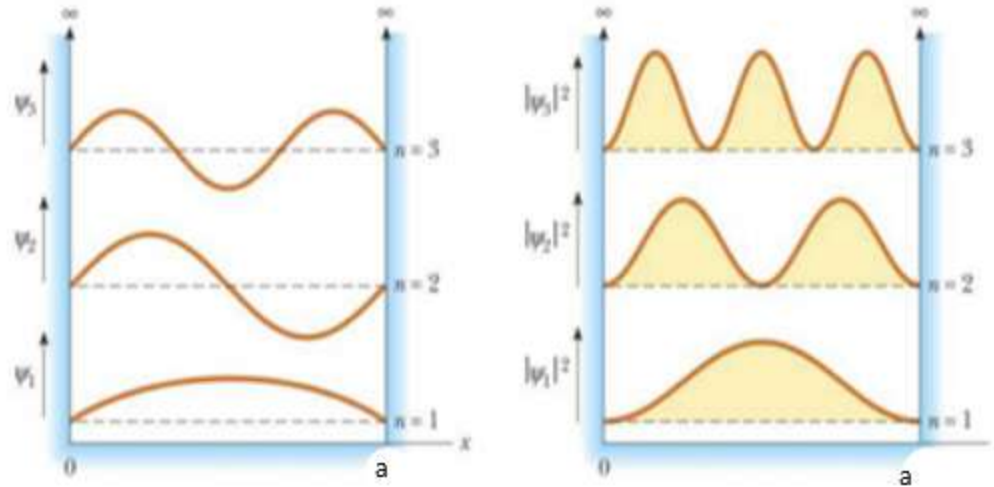 ∞ ∞
ψ₃
n = 3
ψ₂
n = 2
ψ₁
n = 1
x
0 a
∞ ∞
|ψ₃|²
n = 3
|ψ₂|²
n = 2
|ψ₁|²
n = 1
0 a